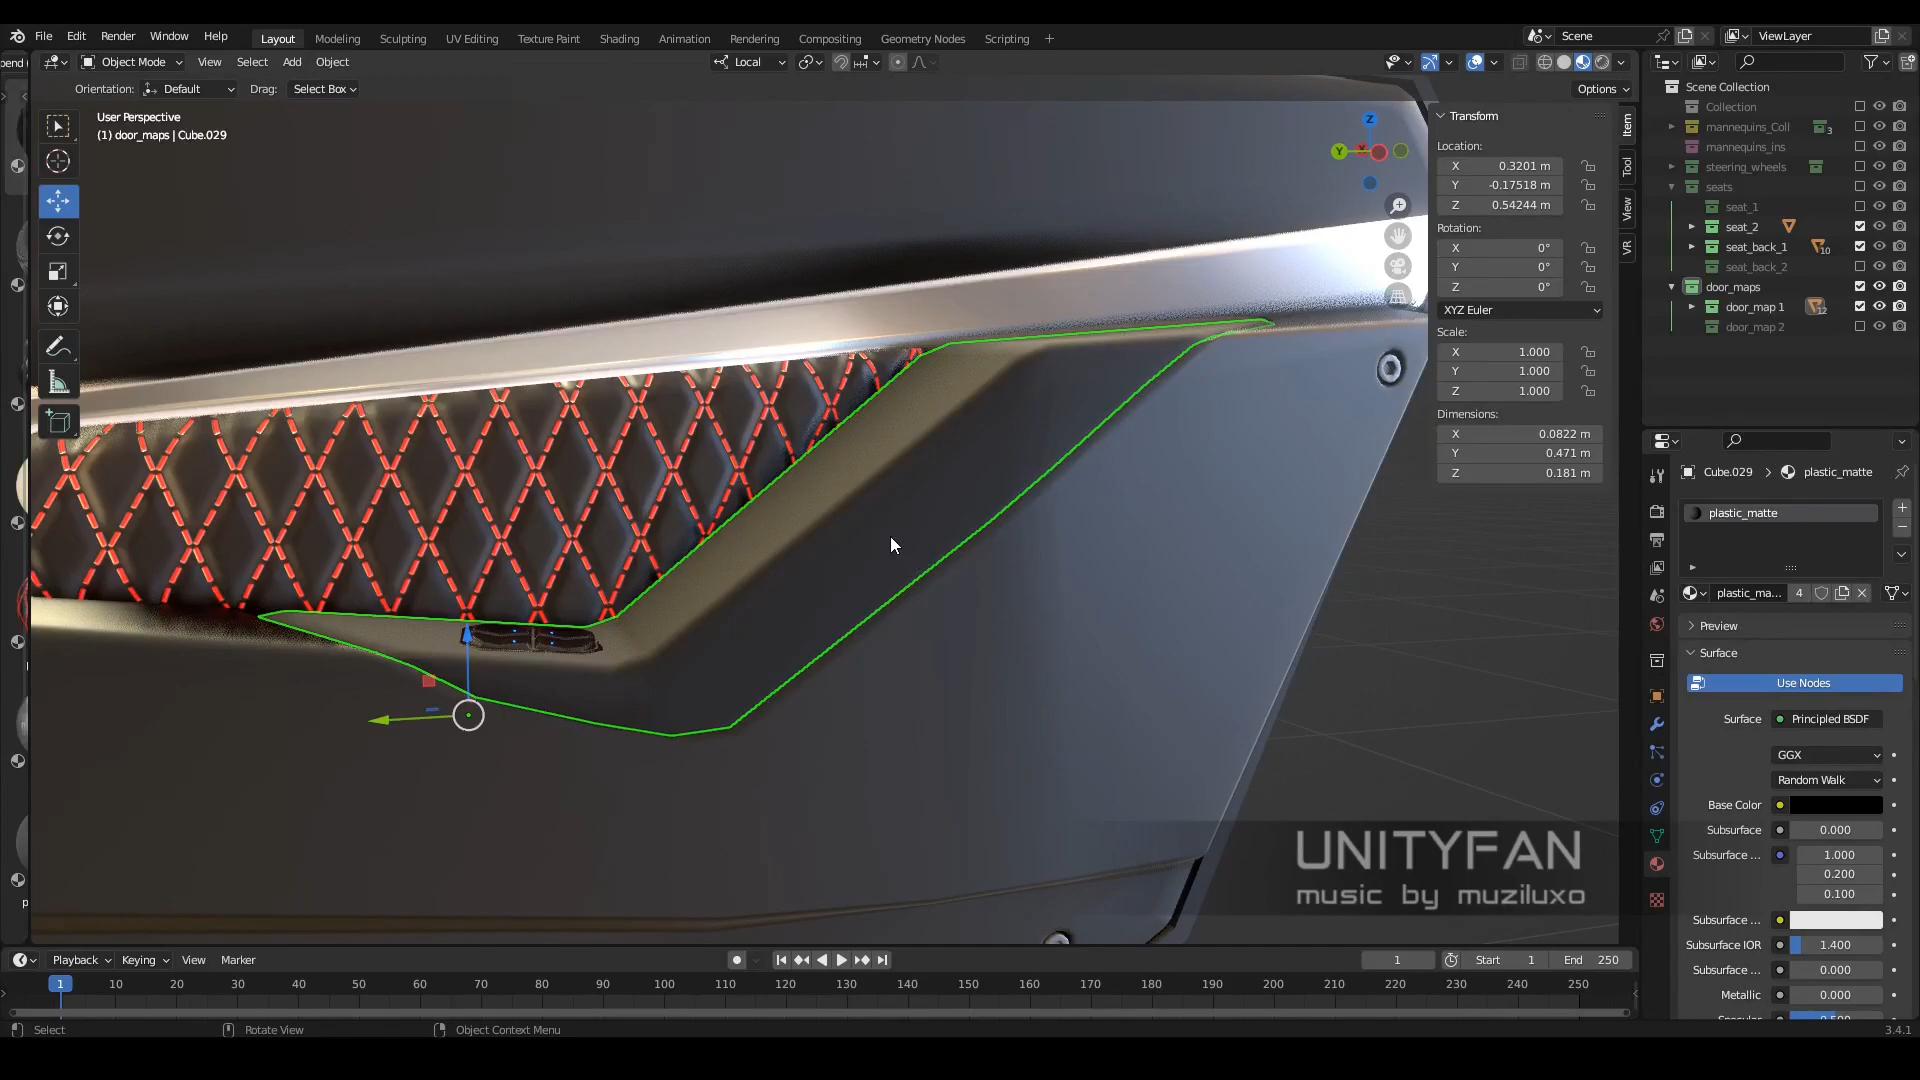 File Edit Render Window Help Layout Modeling Sculpting UV Editing Texture Paint Shading Animation Rendering Compositing Geometry Nodes Scripting + Scene ViewLayer
Object Mode View Select Add Object Local
Orientation: Default Drag: Select Box Options
User Perspective
(1) door_maps | Cube.029
Z
Y
X
Transform
Location:
X 0.3201 m
Y -0.17518 m
Z 0.54244 m
Rotation:
X 0°
Y 0°
Z 0°
XYZ Euler
Scale:
X 1.000
Y 1.000
Z 1.000
Dimensions:
X 0.0822 m
Y 0.471 m
Z 0.181 m
Item
Tool
View
VR
Scene Collection
Collection
mannequins_Coll 3
mannequins_ins
steering_wheels
seats
seat_1
seat_2
seat_back_1 10
seat_back_2
door_maps
door_map 1 12
door_map 2
Cube.029 > plastic_matte
plastic_matte
plastic_ma... 4
Preview
Surface
Use Nodes
Surface Principled BSDF
GGX
Random Walk
Base Color
Subsurface 0.000
Subsurface ... 1.000
0.200
0.100
Subsurface ...
Subsurface IOR 1.400
Subsurface ... 0.000
Metallic 0.000
UNITYFAN
music by muziluxo
Playback Keying View Marker 1 Start 1 End 250
1 10 20 30 40 50 60 70 80 90 100 110 120 130 140 150 160 170 180 190 200 210 220 230 240 250
Select Rotate View Object Context Menu 3.4.1